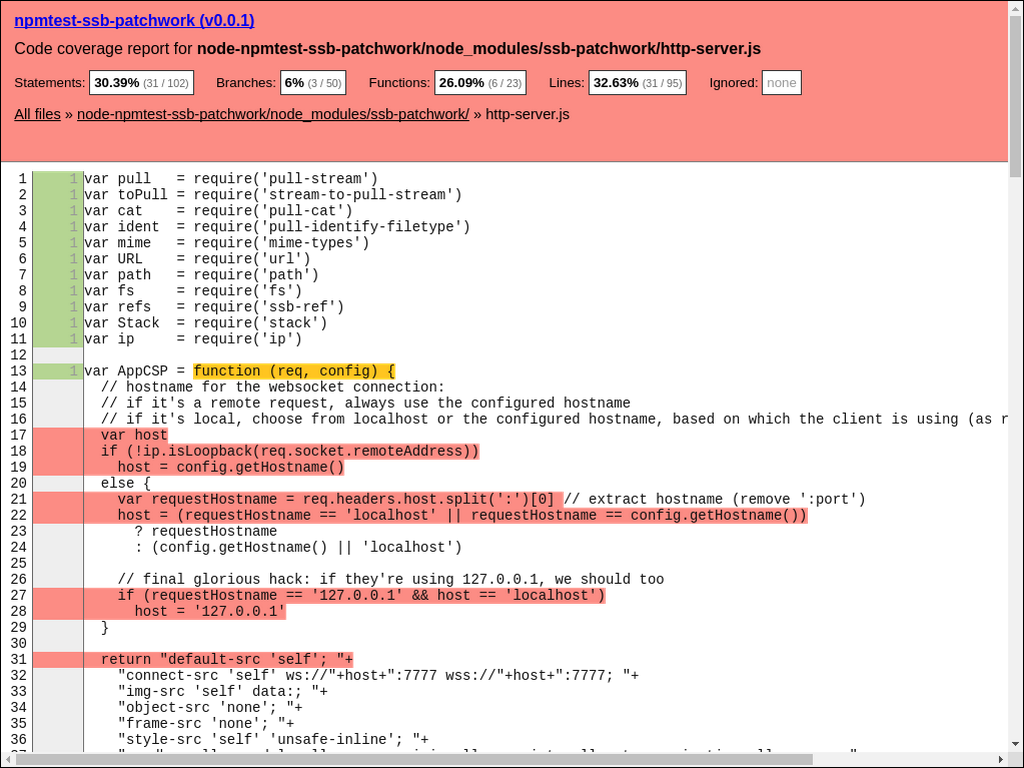 npmtest-ssb-patchwork (v0.0.1)
Code coverage report for node-npmtest-ssb-patchwork/node_modules/ssb-patchwork/http-server.js
Statements: 30.39% (31 / 102) Branches: 6% (3 / 50) Functions: 26.09% (6 / 23) Lines: 32.63% (31 / 95) Ignored: none
All files » node-npmtest-ssb-patchwork/node_modules/ssb-patchwork/ » http-server.js
1 1 var pull   = require('pull-stream')
2 1 var toPull = require('stream-to-pull-stream')
3 1 var cat    = require('pull-cat')
4 1 var ident  = require('pull-identify-filetype')
5 1 var mime   = require('mime-types')
6 1 var URL    = require('url')
7 1 var path   = require('path')
8 1 var fs     = require('fs')
9 1 var refs   = require('ssb-ref')
10 1 var Stack  = require('stack')
11 1 var ip     = require('ip')
12
13 1 var AppCSP = function (req, config) {
14   // hostname for the websocket connection:
15   // if it's a remote request, always use the configured hostname
16   // if it's local, choose from localhost or the configured hostname, based on which the client is using (as
17   var host
18   if (!ip.isLoopback(req.socket.remoteAddress))
19     host = config.getHostname()
20   else {
21     var requestHostname = req.headers.host.split(':')[0] // extract hostname (remove ':port')
22     host = (requestHostname == 'localhost' || requestHostname == config.getHostname())
23       ? requestHostname
24       : (config.getHostname() || 'localhost')
25
26     // final glorious hack: if they're using 127.0.0.1, we should too
27     if (requestHostname == '127.0.0.1' && host == 'localhost')
28       host = '127.0.0.1'
29   }
30
31   return "default-src 'self'; "+
32     "connect-src 'self' ws://"+host+":7777 wss://"+host+":7777; "+
33     "img-src 'self' data:; "+
34     "object-src 'none'; "+
35     "frame-src 'none'; "+
36     "style-src 'self' 'unsafe-inline'; "+